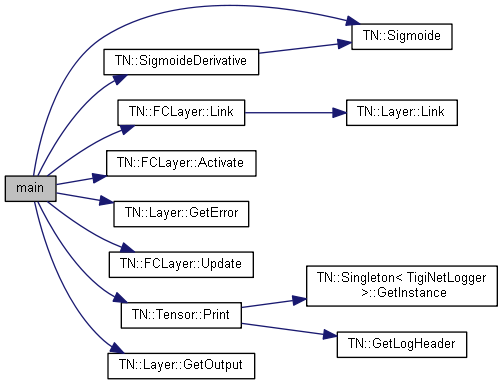 TN::Sigmoide
TN::SigmoideDerivative
TN::FCLayer::Link
TN::Layer::Link
TN::FCLayer::Activate
main
TN::Layer::GetError
TN::FCLayer::Update
TN::Singleton< TigiNetLogger
>::GetInstance
TN::Tensor::Print
TN::GetLogHeader
TN::Layer::GetOutput